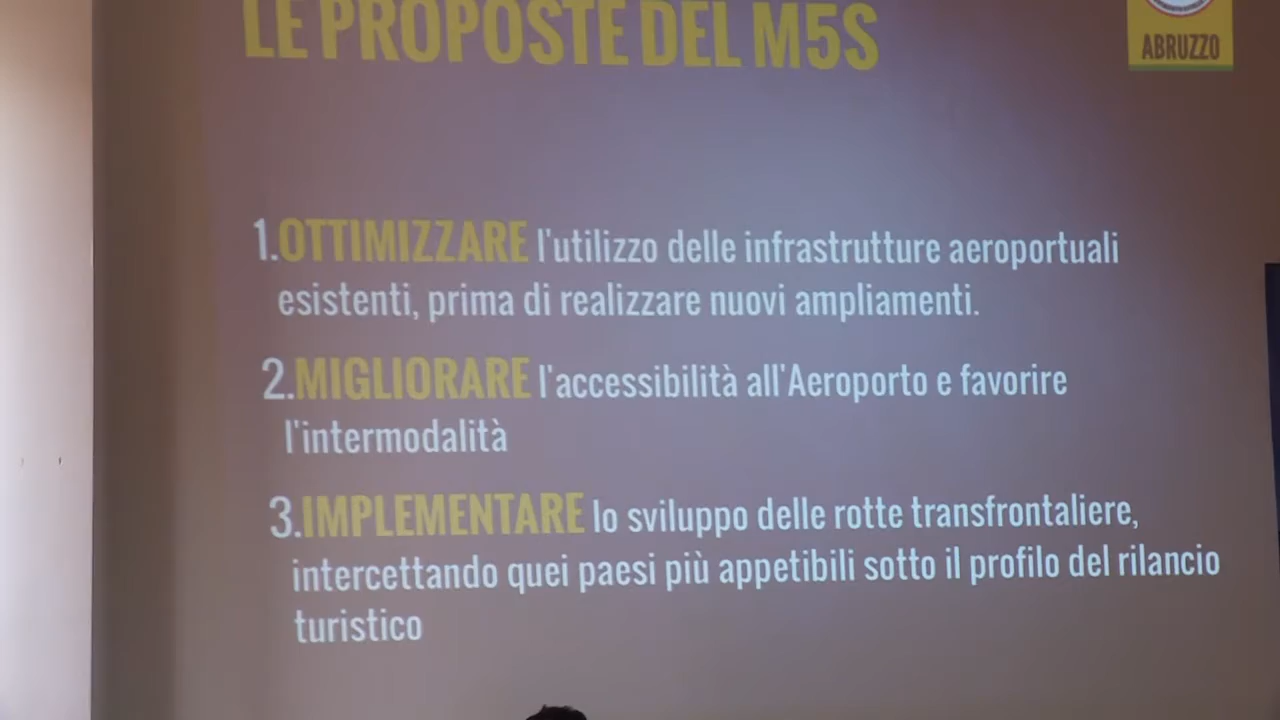 LE PROPOSTE DEL M5S
ABRUZZO
1.OTTIMIZZARE l'utilizzo delle infrastrutture aeroportuali
esistenti, prima di realizzare nuovi ampliamenti.
2.MIGLIORARE l'accessibilità all'Aeroporto e favorire
l'intermodalità
3.IMPLEMENTARE lo sviluppo delle rotte transfrontaliere,
intercettando quei paesi più appetibili sotto il profilo del rilancio
turistico